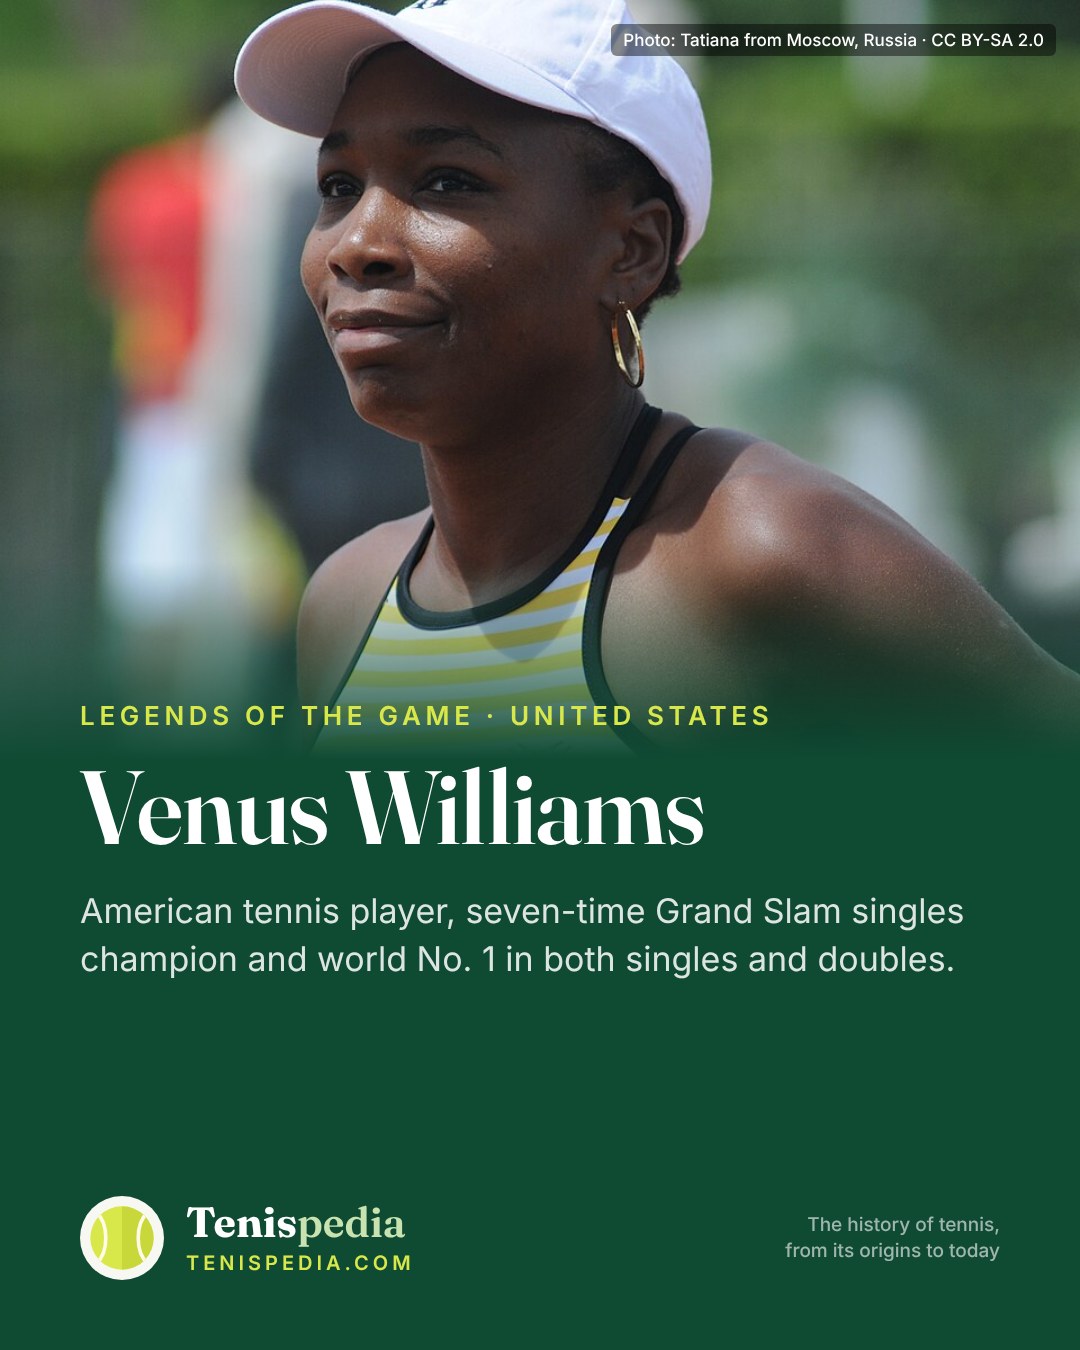 Photo: Tatiana from Moscow, Russia · CC BY-SA 2.0
LEGENDS OF THE GAME · UNITED STATES
Venus Williams
American tennis player, seven-time Grand Slam singles
champion and world No. 1 in both singles and doubles.
Tenispedia
TENISPEDIA.COM
The history of tennis,
from its origins to today